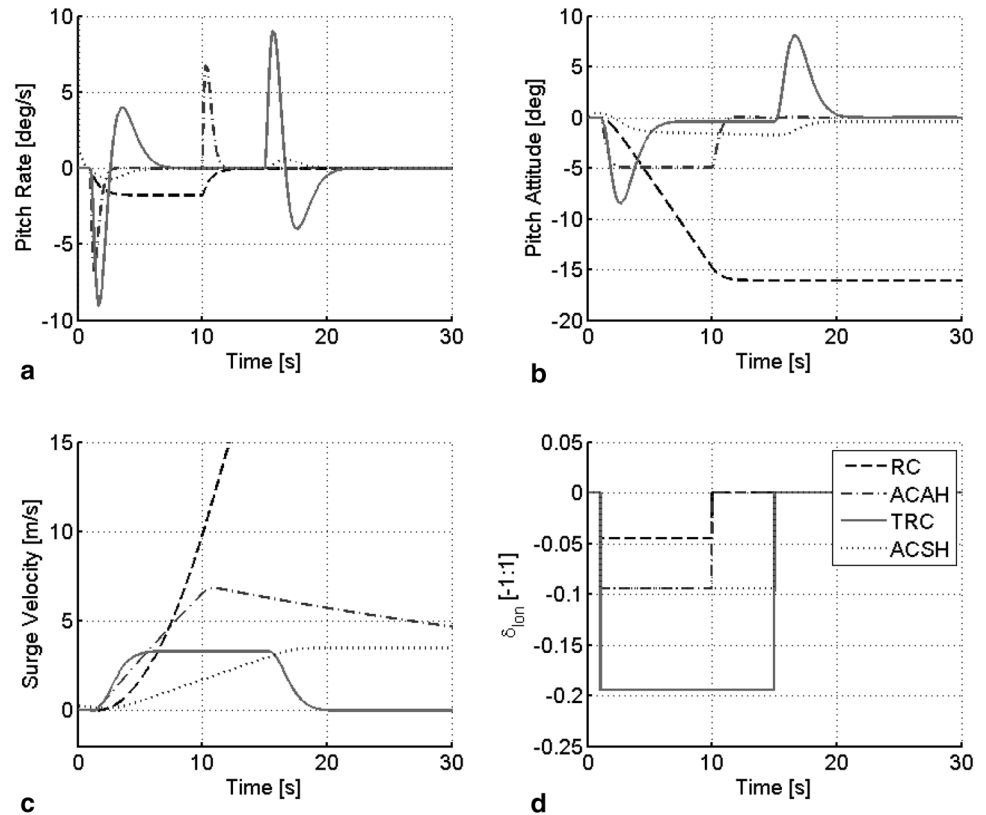 10
5
0
-5
-10
Pitch Rate [deg/s]
0 10 20 30
Time [s]
a
10
5
0
-5
-10
-15
-20
Pitch Attitude [deg]
0 10 20 30
Time [s]
b
15
10
5
0
Surge Velocity [m/s]
0 10 20 30
Time [s]
c
0.05
0
-0.05
-0.1
-0.15
-0.2
-0.25
δlon [-1:1]
RC
ACAH
TRC
ACSH
0 10 20 30
Time [s]
d